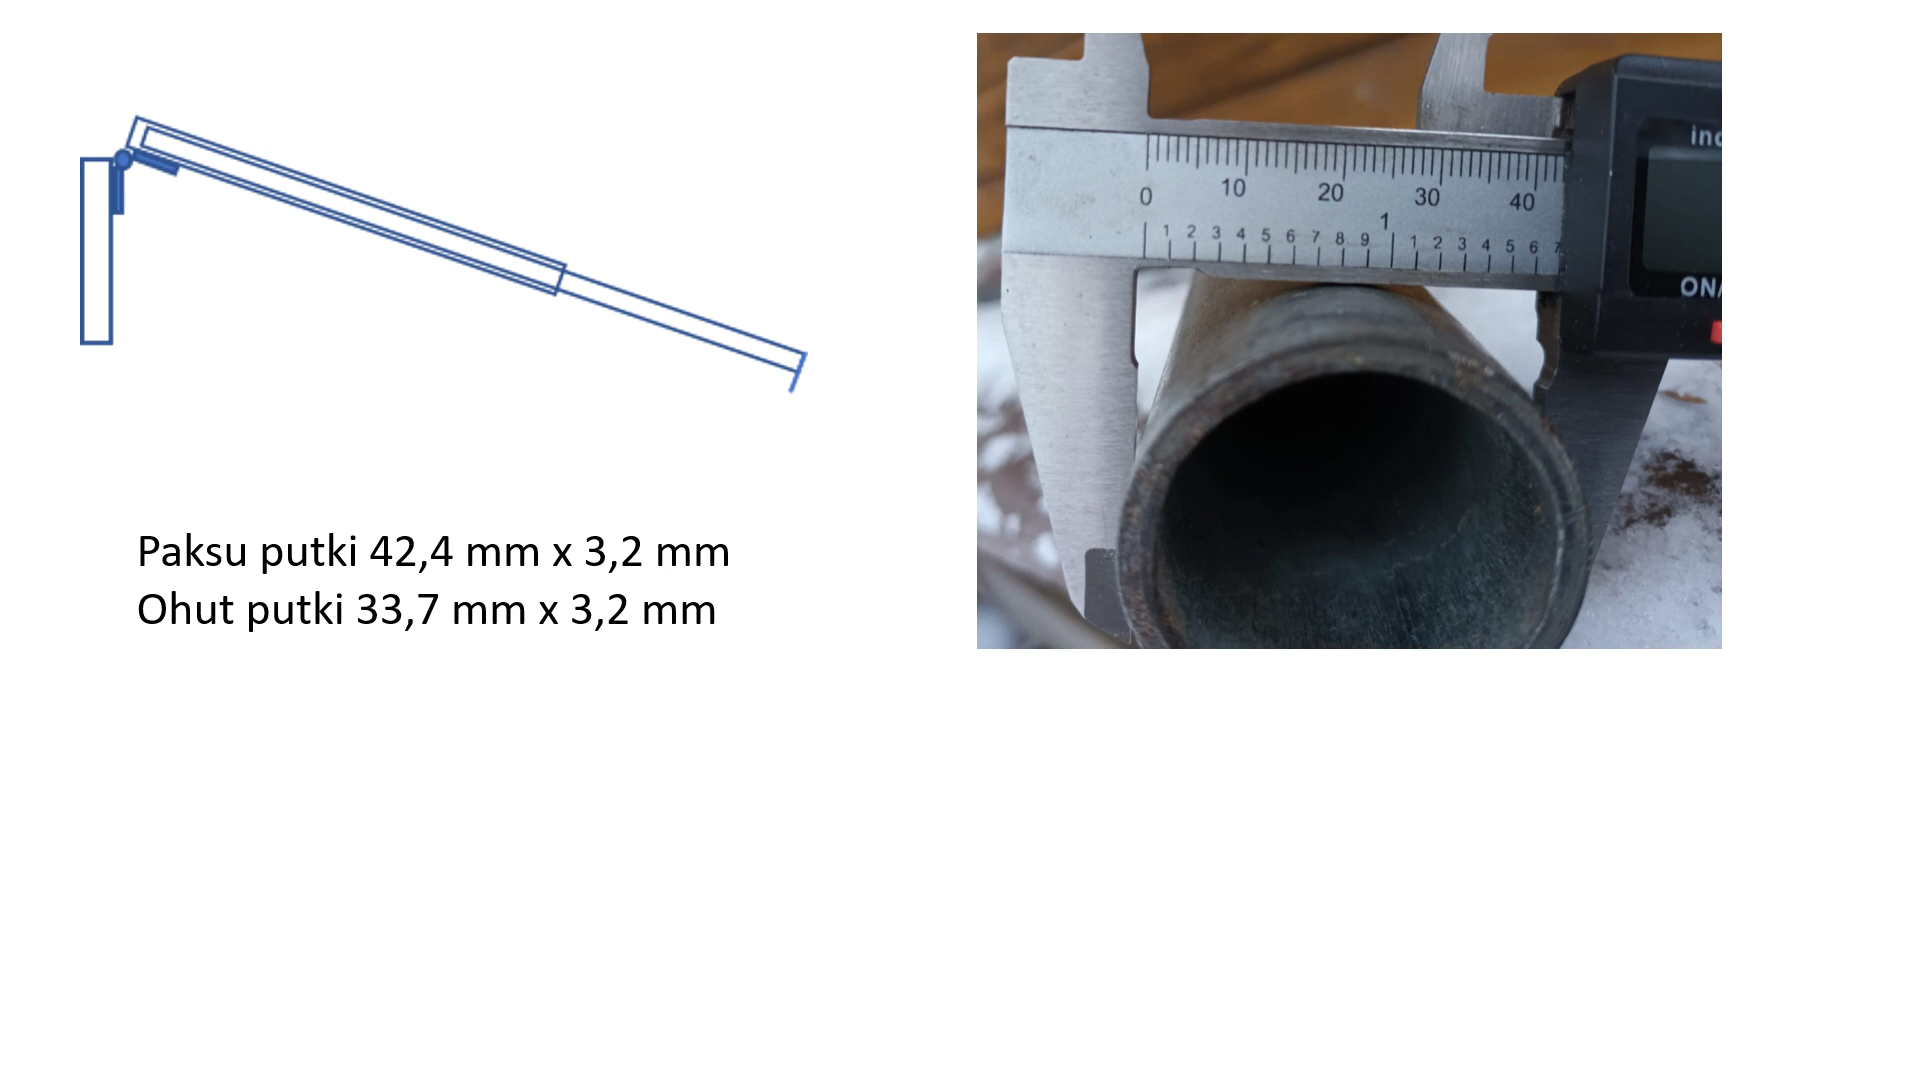 Paksu putki 42,4 mm x 3,2 mm
Ohut putki 33,7 mm x 3,2 mm
0 10 20 30 40
1
1 2 3 4 5 6 7 8 9 1 2 3 4 5 6 7